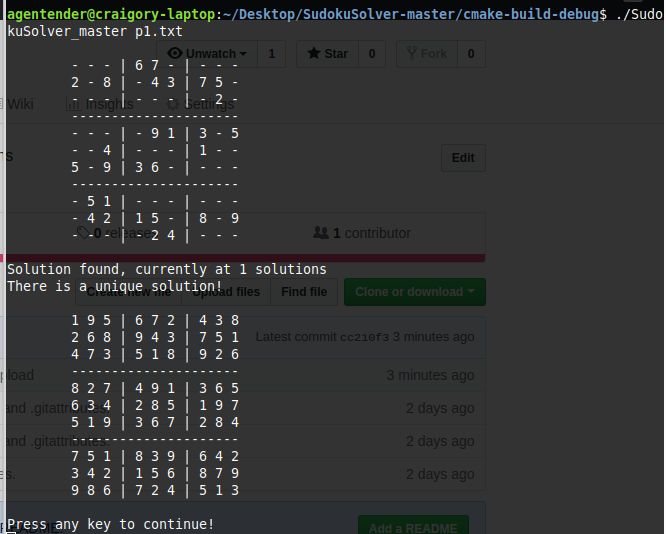 agentender@craigory-laptop:~/Desktop/SudokuSolver-master/cmake-build-debug$ ./Sudo
kuSolver_master p1.txt
Unwatch 1 Star 0 Fork 0
- - - | 6 7 - | - - -
2 - 8 | - 4 3 | 7 5 -
- - - | - - - | - 2 -
Wiki Insights Settings
---------------------
- - - | - 9 1 | 3 - 5
- - 4 | - - - | 1 - -
5 - 9 | 3 6 - | - - -
Edit
---------------------
- 5 1 | - - - | - - -
- 4 2 | 1 5 - | 8 - 9
- - - | - 2 4 | - - -
0 releases 1 contributor
Solution found, currently at 1 solutions
There is a unique solution!
Create new file Upload files Find file Clone or download
1 9 5 | 6 7 2 | 4 3 8
2 6 8 | 9 4 3 | 7 5 1
4 7 3 | 5 1 8 | 9 2 6
Latest commit cc210f3 3 minutes ago
---------------------
pload 3 minutes ago
8 2 7 | 4 9 1 | 3 6 5
6 3 4 | 2 8 5 | 1 9 7
5 1 9 | 3 6 7 | 2 8 4
and .gitattributes. 2 days ago
---------------------
and .gitattributes. 2 days ago
7 5 1 | 8 3 9 | 6 4 2
3 4 2 | 1 5 6 | 8 7 9
9 8 6 | 7 2 4 | 5 1 3
es. 2 days ago
Press any key to continue!
Add a README